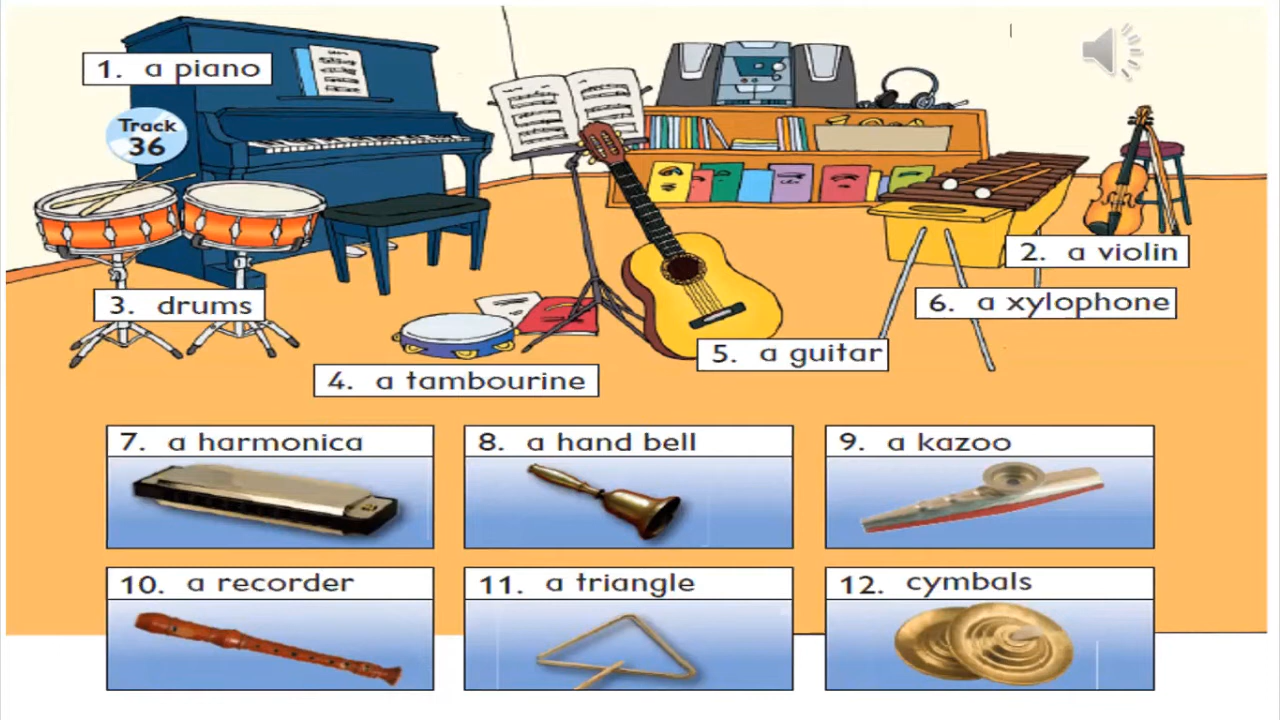 1. a piano
Track
36
2. a violin
3. drums
6. a xylophone
5. a guitar
4. a tambourine
7. a harmonica
8. a hand bell
9. a kazoo
10. a recorder
11. a triangle
12. cymbals